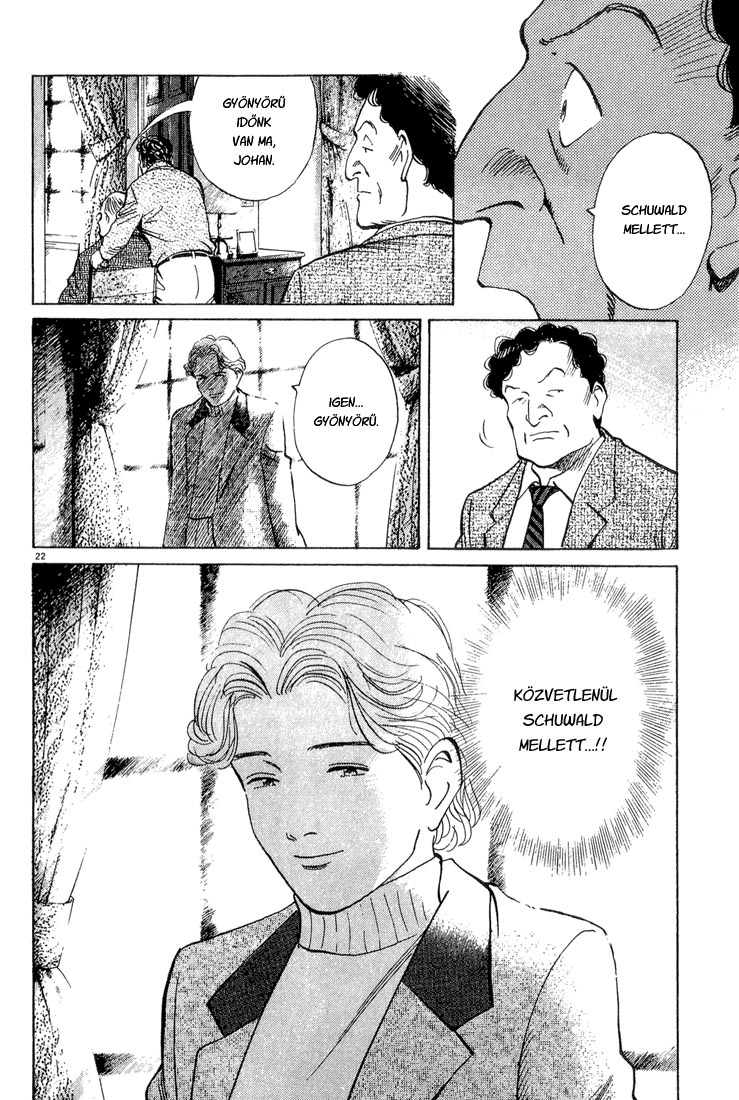 SCHUWALD
MELLETT...
GYÖNYÖRŰ
IDŐNK
VAN MA,
JOHAN.
IGEN...
GYÖNYÖRŰ.
22
KÖZVETLENÜL
SCHUWALD
MELLETT...!!